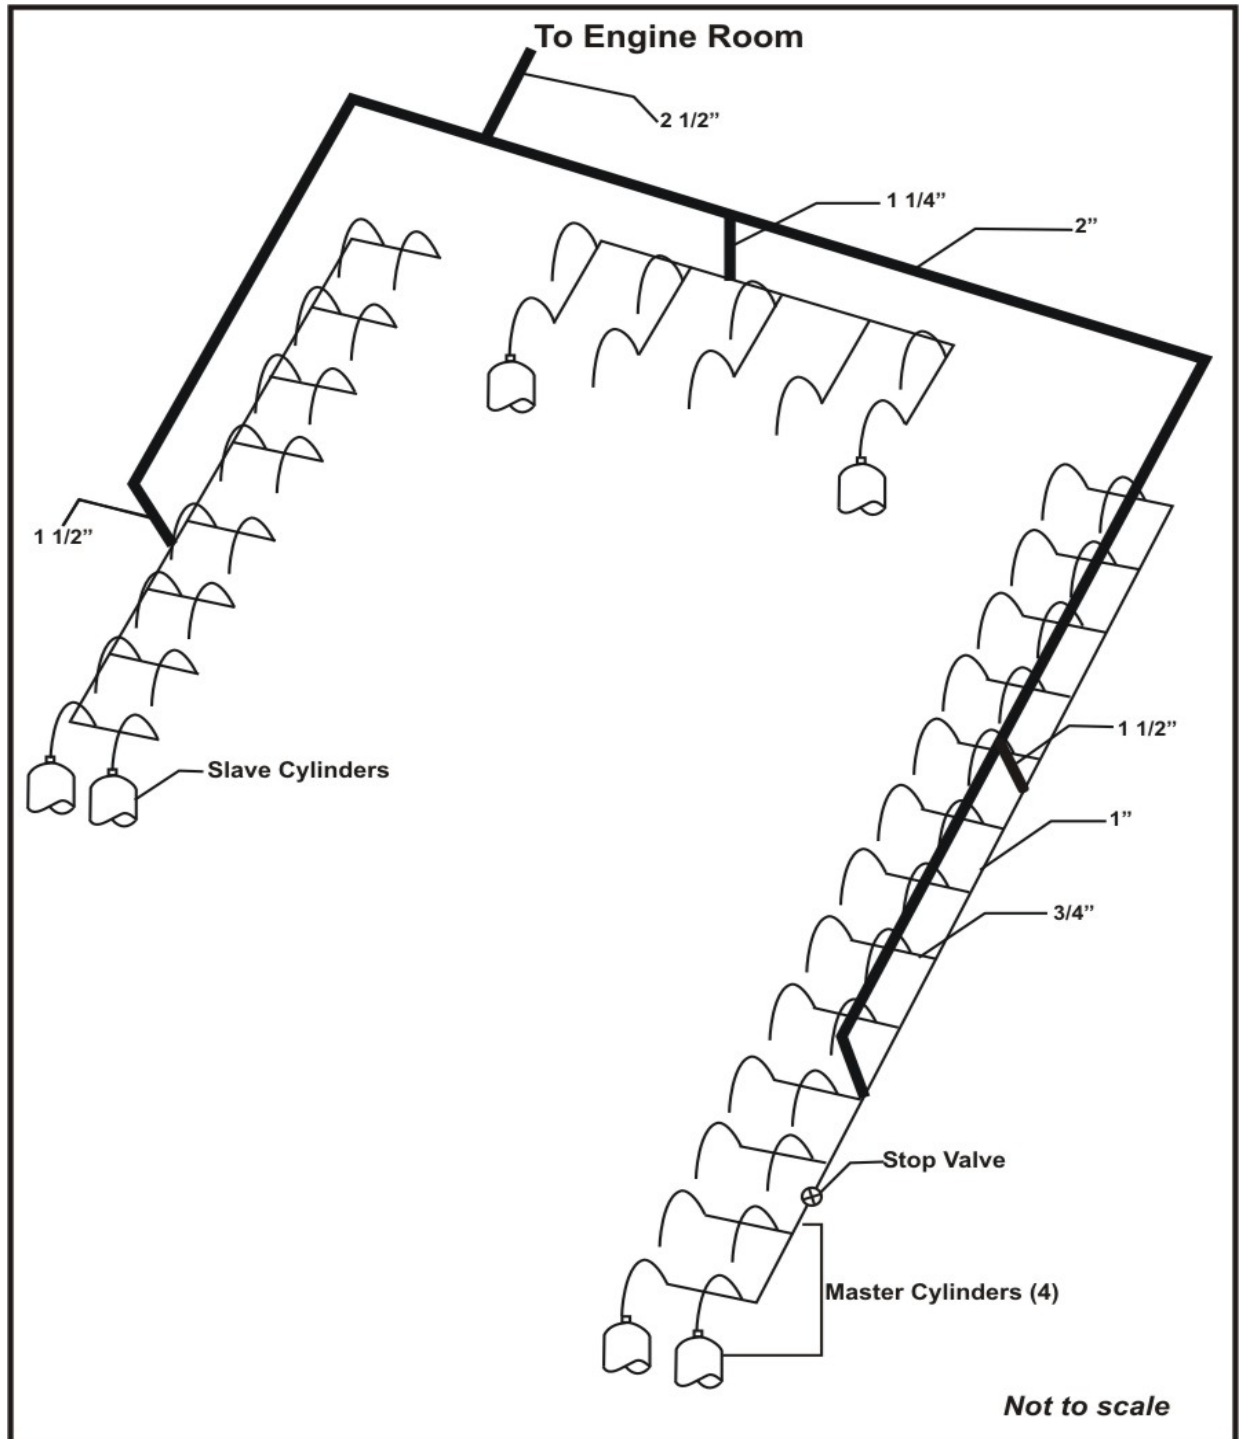 To Engine Room
2 1/2”
1 1/4”
2”
1 1/2”
1 1/2”
Slave Cylinders
1”
3/4”
Stop Valve
Master Cylinders (4)
Not to scale